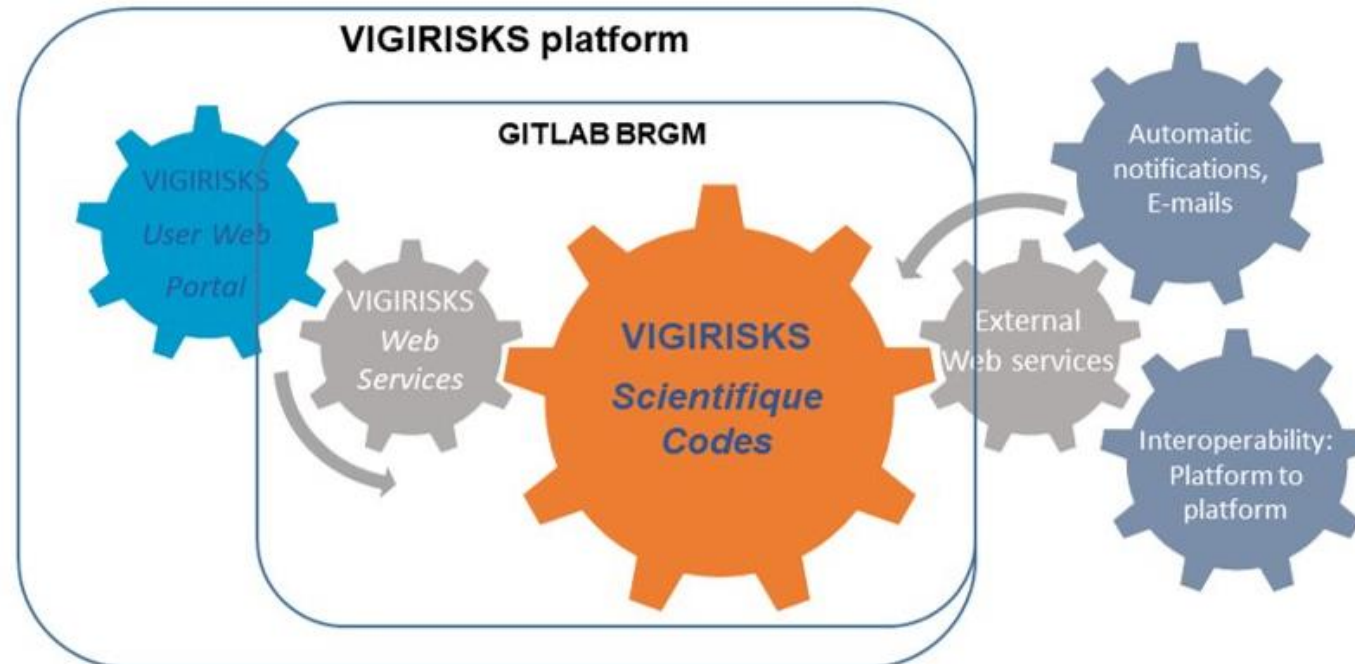 VIGIRISKS platform
GITLAB BRGM
VIGIRISKS
User Web
Portal
VIGIRISKS
Web
Services
VIGIRISKS
Scientifique
Codes
External
Web services
Automatic
notifications,
E-mails
Interoperability:
Platform to
platform